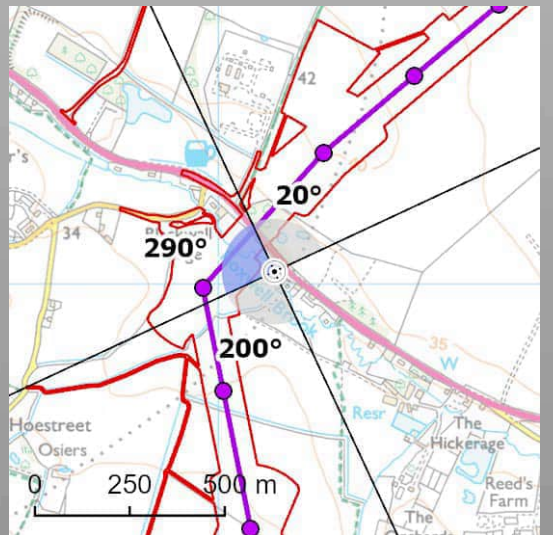 42
r's
20°
34
290°
200°
35
W
Resr
The
Hickerage
Hoestreet
Osiers
Reed's
Farm
The
0 250 500 m